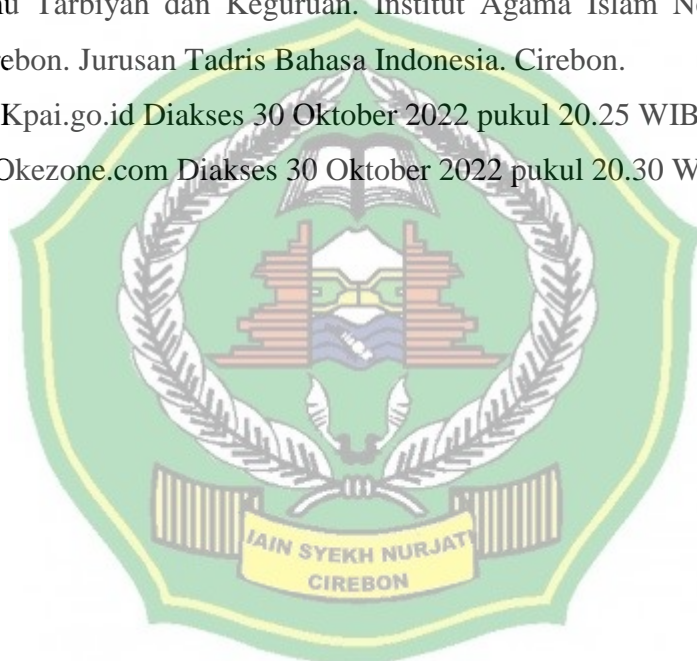 Tarbiyah dan Keguruan. Institut Agama Islam
Jurusan Tadris Bahasa Indonesia. Cirebon.
Kpai.go.id Diakses 30 Oktober 2022 pukul 20.25 WIB
Okezone.com Diakses 30 Oktober 2022 pukul 20.30
IAIN SYEKH NURJATI
CIREBON